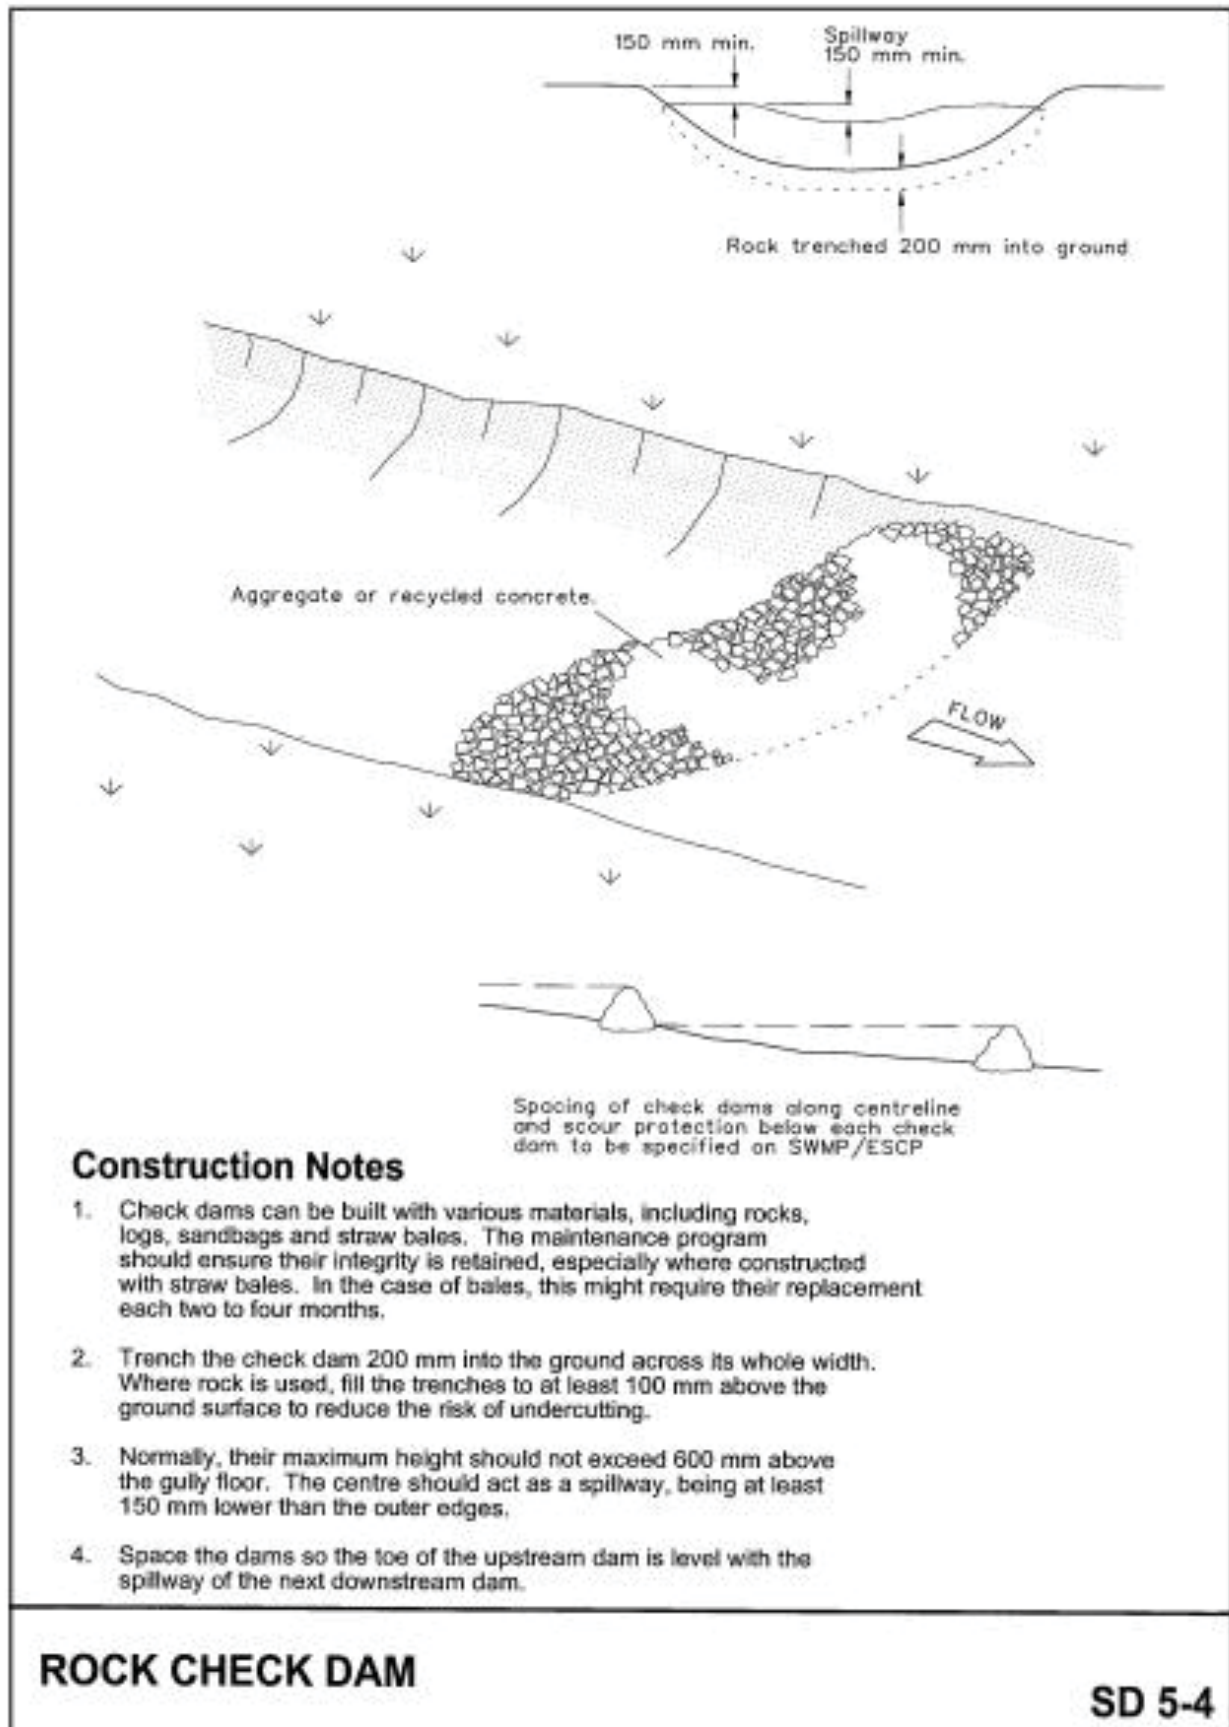 150 mm min.
Spillway
150 mm min.
Rock trenched 200 mm into ground
Aggregate or recycled concrete.
FLOW
Spacing of check dams along centreline
and scour protection below each check
dam to be specified on SWMP/ESCP
Construction Notes
1. Check dams can be built with various materials, including rocks,
logs, sandbags and straw bales. The maintenance program
should ensure their integrity is retained, especially where constructed
with straw bales. In the case of bales, this might require their replacement
each two to four months.
2. Trench the check dam 200 mm into the ground across its whole width.
Where rock is used, fill the trenches to at least 100 mm above the
ground surface to reduce the risk of undercutting.
3. Normally, their maximum height should not exceed 600 mm above
the gully floor. The centre should act as a spillway, being at least
150 mm lower than the outer edges.
4. Space the dams so the toe of the upstream dam is level with the
spillway of the next downstream dam.
ROCK CHECK DAM
SD 5-4